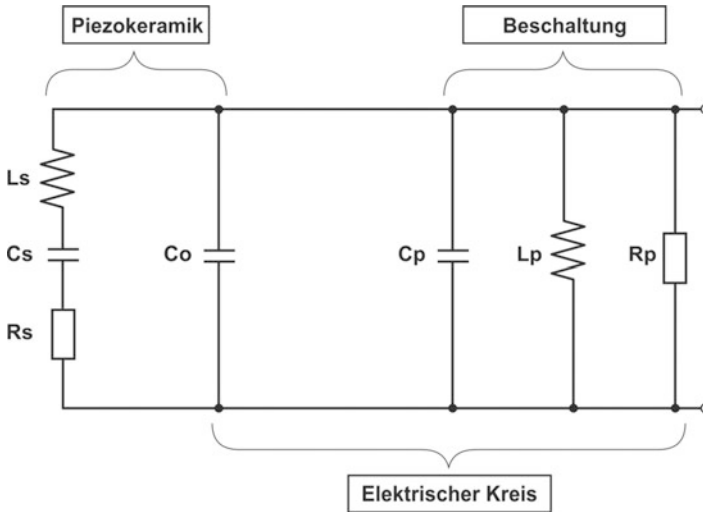 Piezokeramik
Beschaltung
Ls
Cs
Co
Cp
Lp
Rp
Rs
Elektrischer Kreis